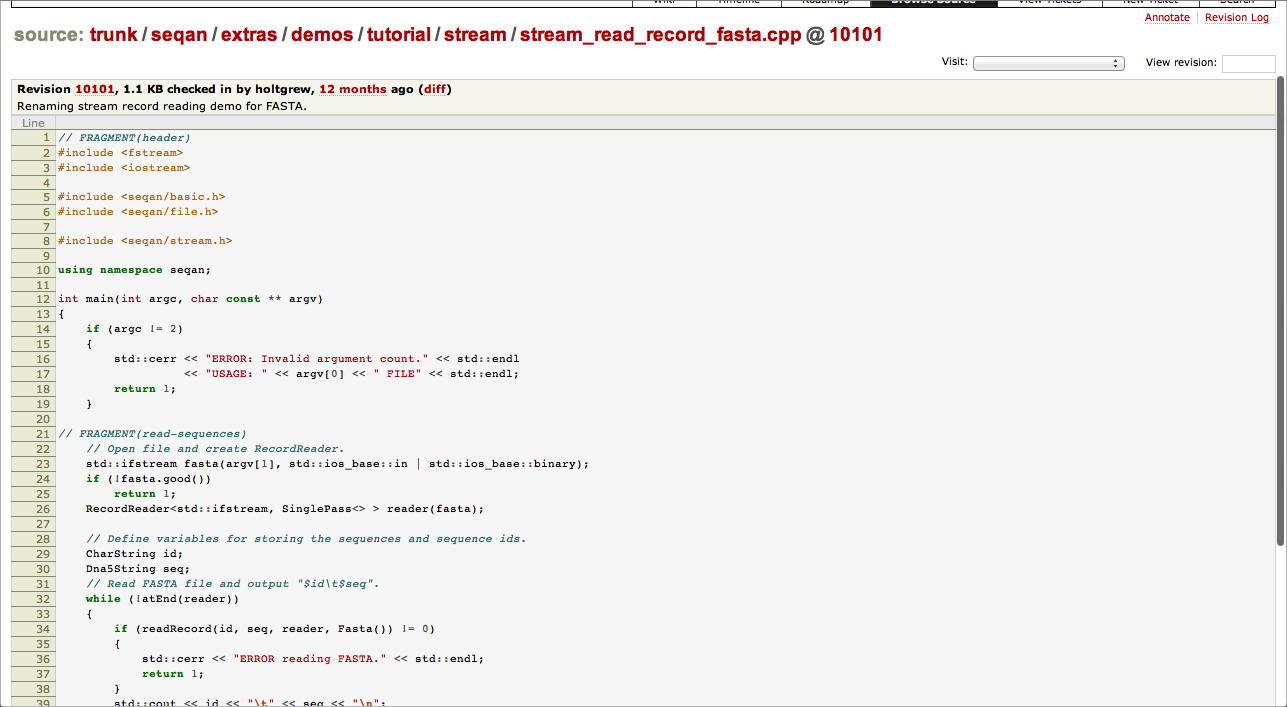 Wiki Timeline Roadmap Browse Source View Tickets New Ticket Search
Annotate Revision Log
source: trunk / seqan / extras / demos / tutorial / stream / stream_read_record_fasta.cpp @ 10101
Visit: View revision:
Revision 10101, 1.1 KB checked in by holtgrew, 12 months ago (diff)
Renaming stream record reading demo for FASTA.
Line
1 // FRAGMENT(header)
2 #include <fstream>
3 #include <iostream>
4
5 #include <seqan/basic.h>
6 #include <seqan/file.h>
7
8 #include <seqan/stream.h>
9
10 using namespace seqan;
11
12 int main(int argc, char const ** argv)
13 {
14     if (argc != 2)
15     {
16         std::cerr << "ERROR: Invalid argument count." << std::endl
17                   << "USAGE: " << argv[0] << " FILE" << std::endl;
18         return 1;
19     }
20
21 // FRAGMENT(read-sequences)
22     // Open file and create RecordReader.
23     std::ifstream fasta(argv[1], std::ios_base::in | std::ios_base::binary);
24     if (!fasta.good())
25         return 1;
26     RecordReader<std::ifstream, SinglePass<> > reader(fasta);
27
28     // Define variables for storing the sequences and sequence ids.
29     CharString id;
30     Dna5String seq;
31     // Read FASTA file and output "$id\t$seq".
32     while (!atEnd(reader))
33     {
34         if (readRecord(id, seq, reader, Fasta()) != 0)
35         {
36             std::cerr << "ERROR reading FASTA." << std::endl;
37             return 1;
38         }
39         std::cout << id << "\t" << seq << "\n";